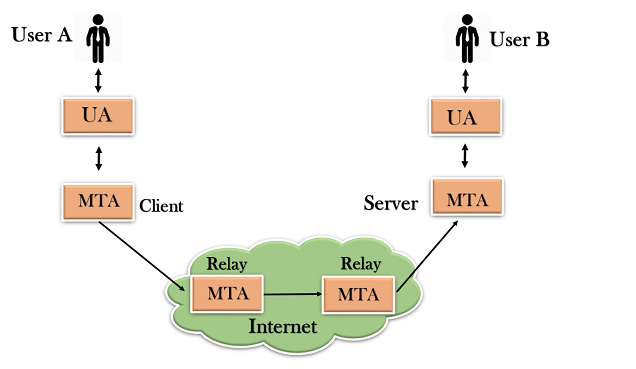 User A
User B
UA
UA
MTA
Client
Server
MTA
Relay
Relay
MTA
MTA
Internet